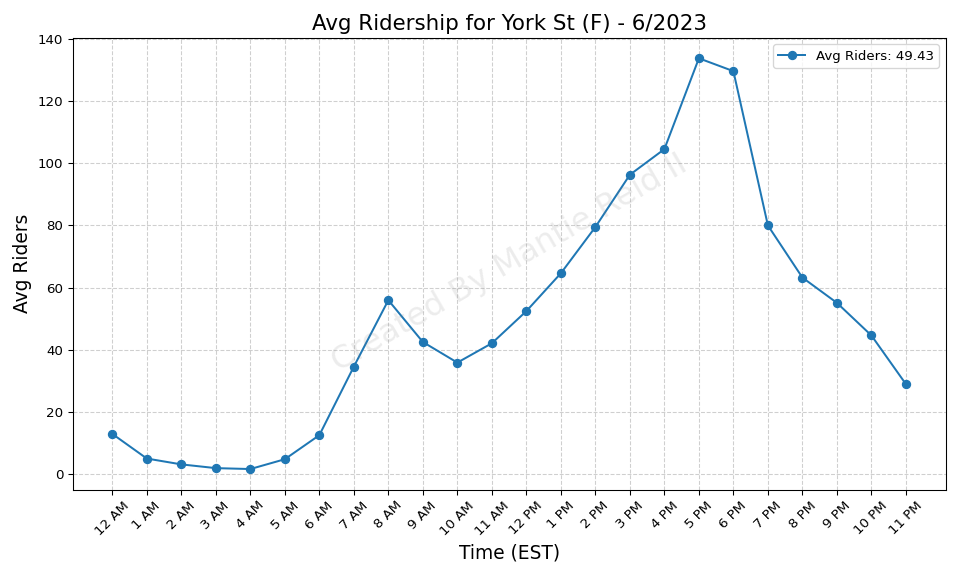 Avg Ridership for York St (F) - 6/2023
Avg Riders: 49.43
Avg Riders
140
120
100
80
60
40
20
0
Created By Mantie Reid II
12 AM
1 AM
2 AM
3 AM
4 AM
5 AM
6 AM
7 AM
8 AM
9 AM
10 AM
11 AM
12 PM
1 PM
2 PM
3 PM
4 PM
5 PM
6 PM
7 PM
8 PM
9 PM
10 PM
11 PM
Time (EST)